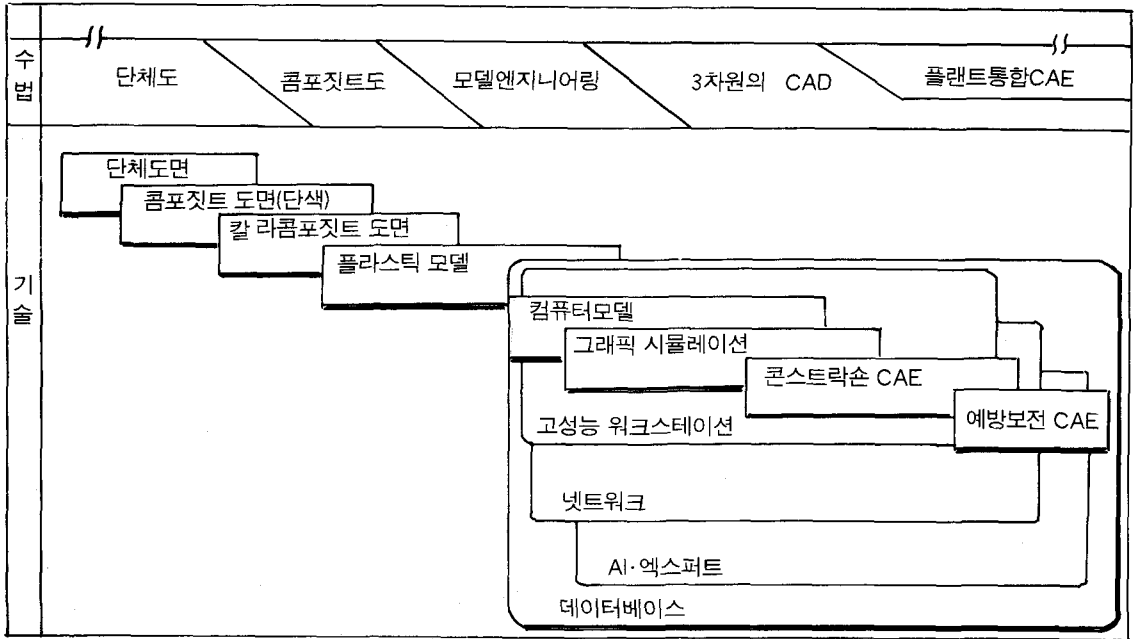 수법
단체도
콤포짓트도
모델엔지니어링
3차원의 CAD
플랜트통합CAE
기술
단체도면
콤포짓트 도면(단색)
칼 라콤포짓트 도면
플라스틱 모델
컴퓨터모델
그래픽 시뮬레이션
콘스트락숀 CAE
예방보전 CAE
고성능 워크스테이션
넷트워크
AI·엑스퍼트
데이터베이스